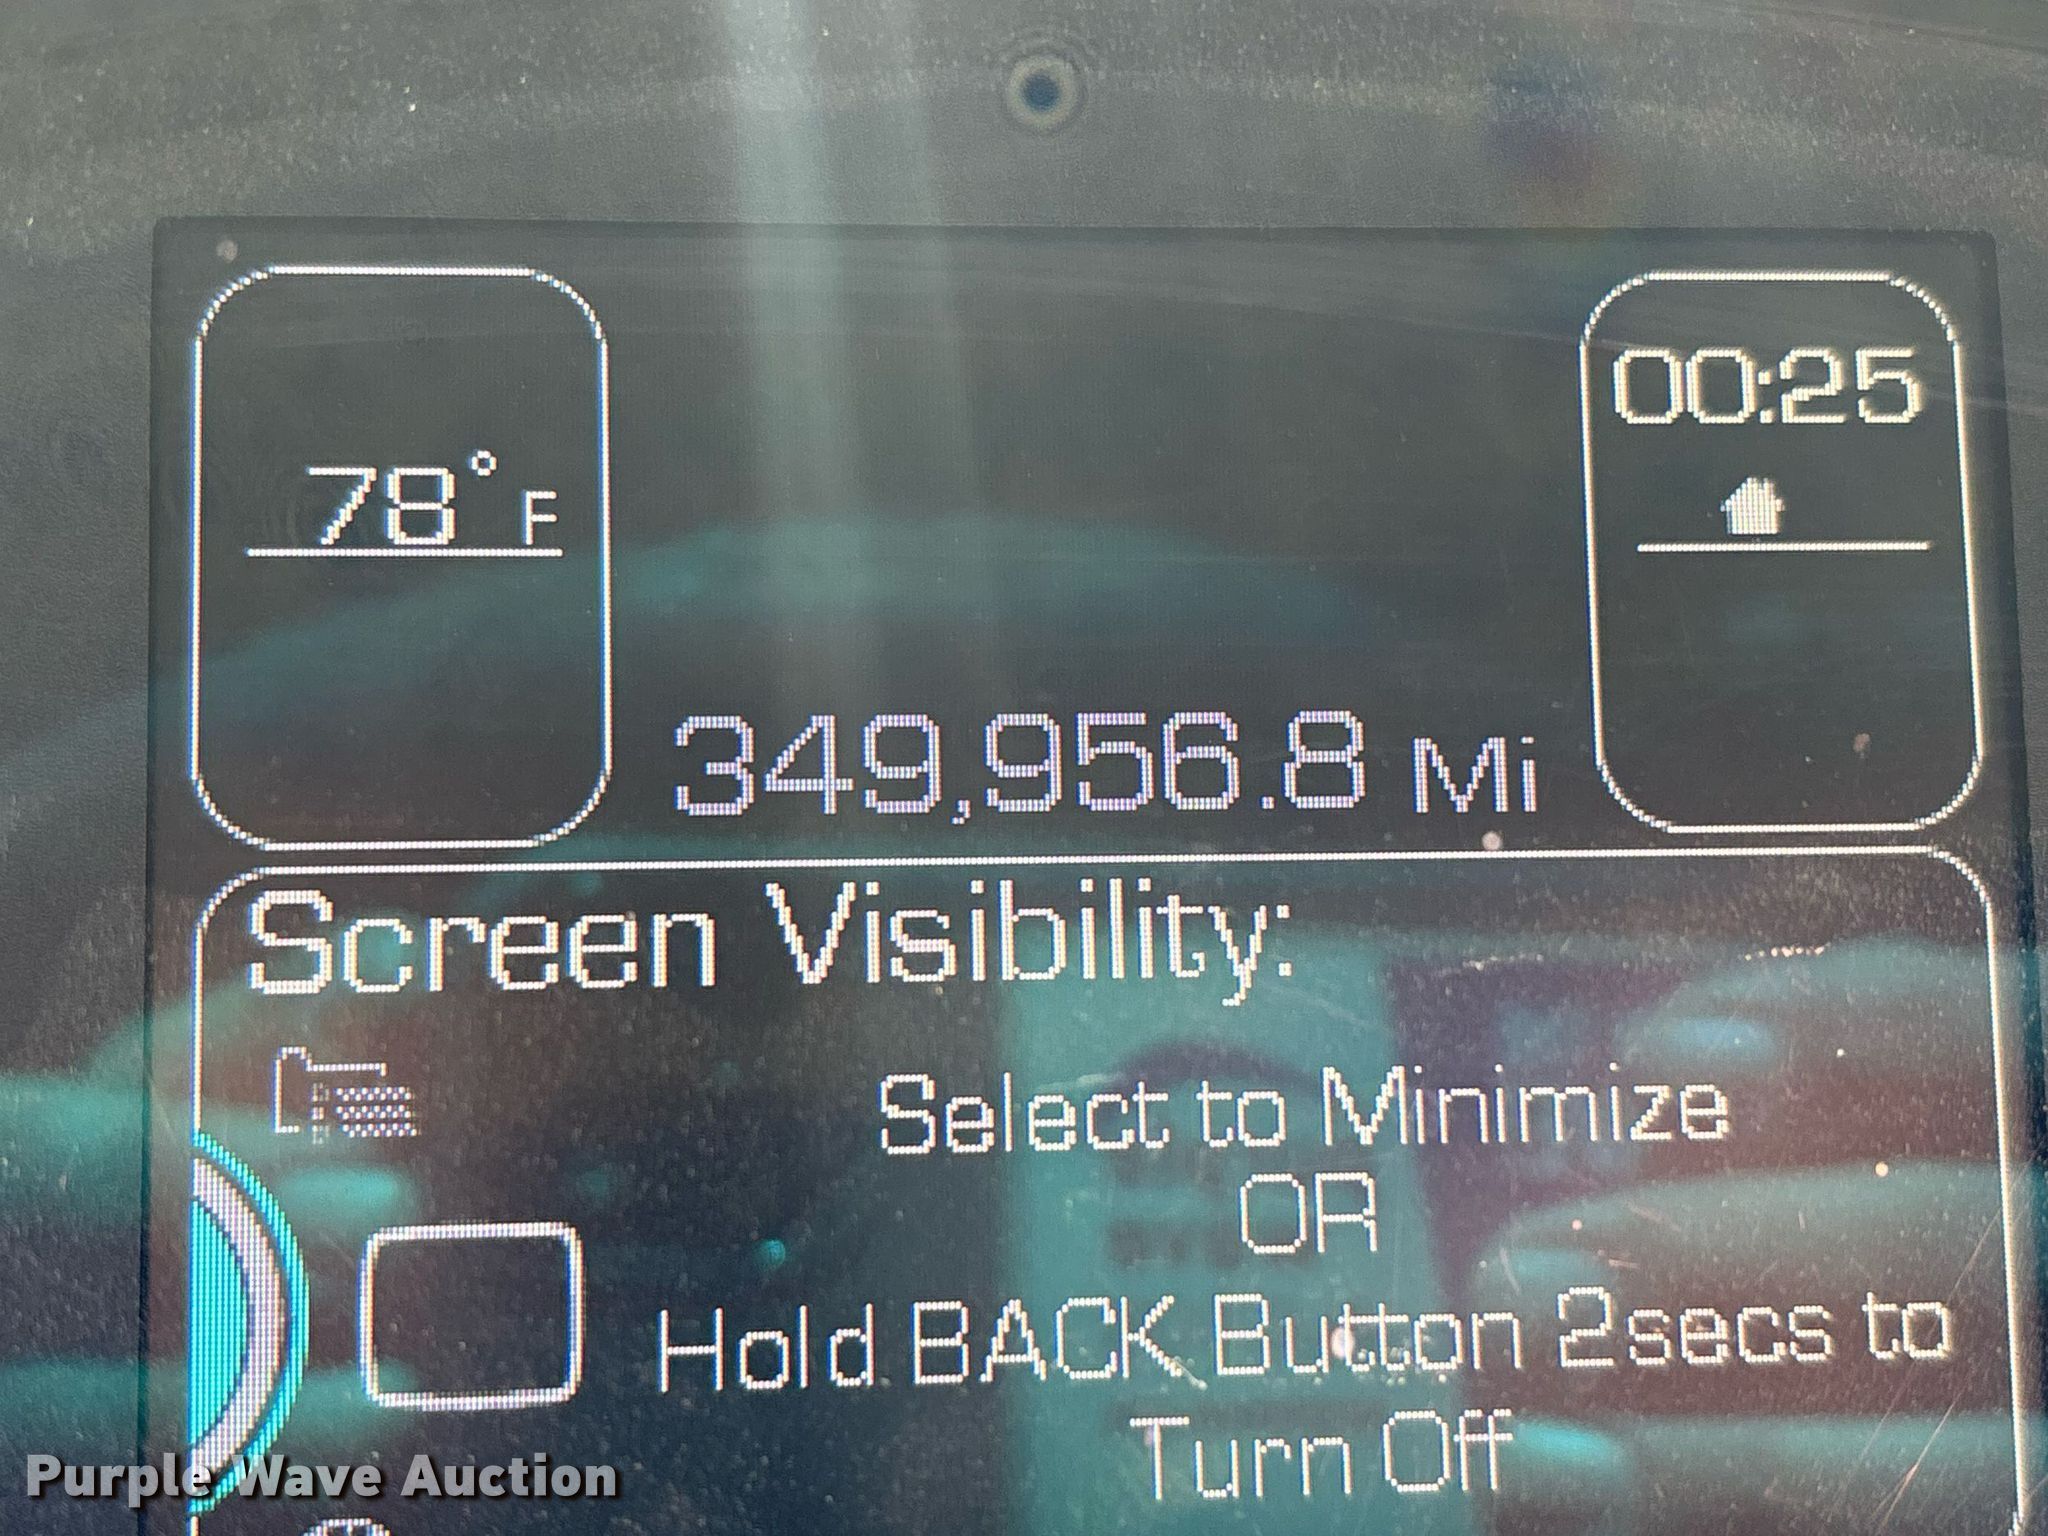 78° F
00:25
349,956.8 Mi
Screen Visibility:
Select to Minimize
OR
Hold BACK Button 2secs to
Turn Off
Purple Wave Auction